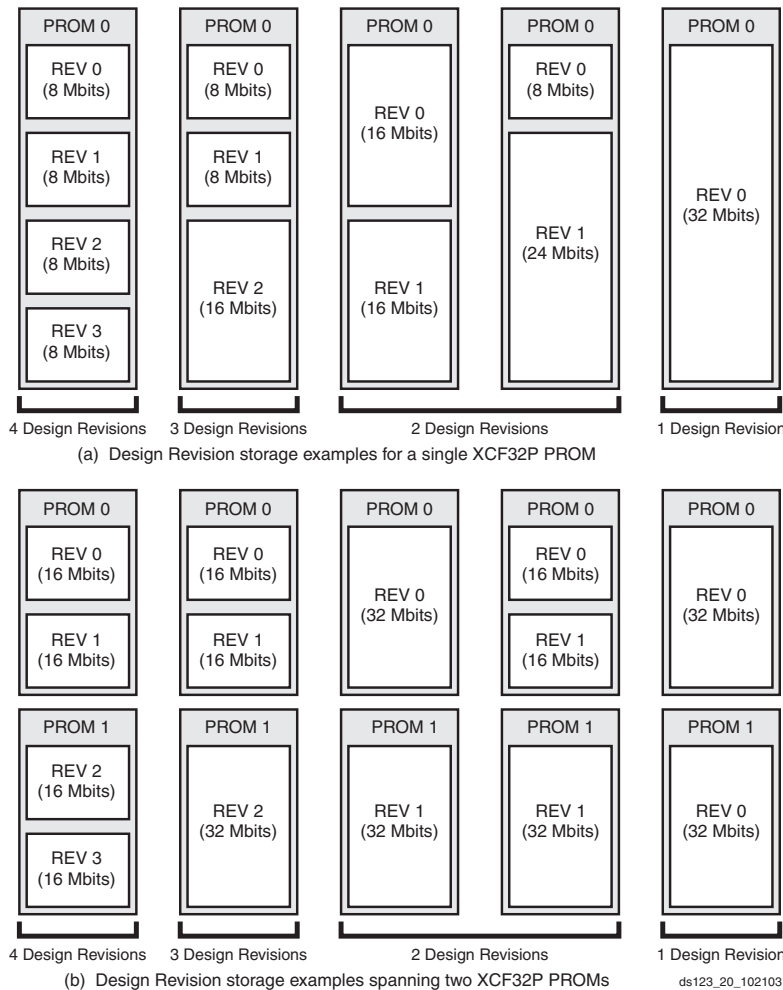 PROM 0
REV 0
(8 Mbits)
REV 1
(8 Mbits)
REV 2
(8 Mbits)
REV 3
(8 Mbits)
PROM 0
REV 0
(8 Mbits)
REV 1
(8 Mbits)
REV 2
(16 Mbits)
PROM 0
REV 0
(16 Mbits)
REV 1
(16 Mbits)
PROM 0
REV 0
(8 Mbits)
REV 1
(24 Mbits)
PROM 0
REV 0
(32 Mbits)
4 Design Revisions
3 Design Revisions
2 Design Revisions
1 Design Revision
(a) Design Revision storage examples for a single XCF32P PROM
PROM 0
REV 0
(16 Mbits)
REV 1
(16 Mbits)
PROM 0
REV 0
(16 Mbits)
REV 1
(16 Mbits)
PROM 0
REV 0
(32 Mbits)
PROM 0
REV 0
(16 Mbits)
REV 1
(16 Mbits)
PROM 0
REV 0
(32 Mbits)
PROM 1
REV 2
(16 Mbits)
REV 3
(16 Mbits)
PROM 1
REV 2
(32 Mbits)
PROM 1
REV 1
(32 Mbits)
PROM 1
REV 1
(32 Mbits)
PROM 1
REV 0
(32 Mbits)
4 Design Revisions
3 Design Revisions
2 Design Revisions
1 Design Revision
(b) Design Revision storage examples spanning two XCF32P PROMs
ds123_20_102103